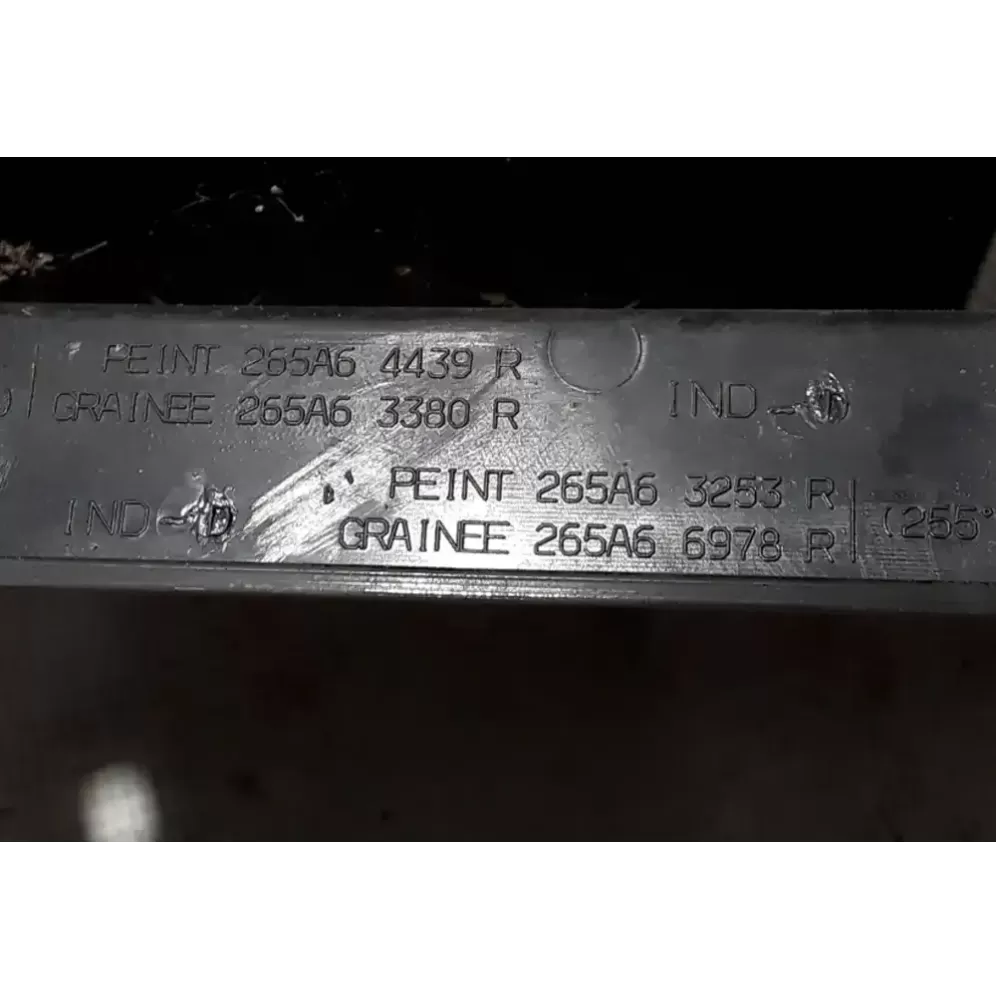 PEINT 265A6 4439 R
GRAINEE 265A6 3380 R
IND
IND-D
PEINT 265A6 3253 R
GRAINEE 265A6 6978 R
(255°